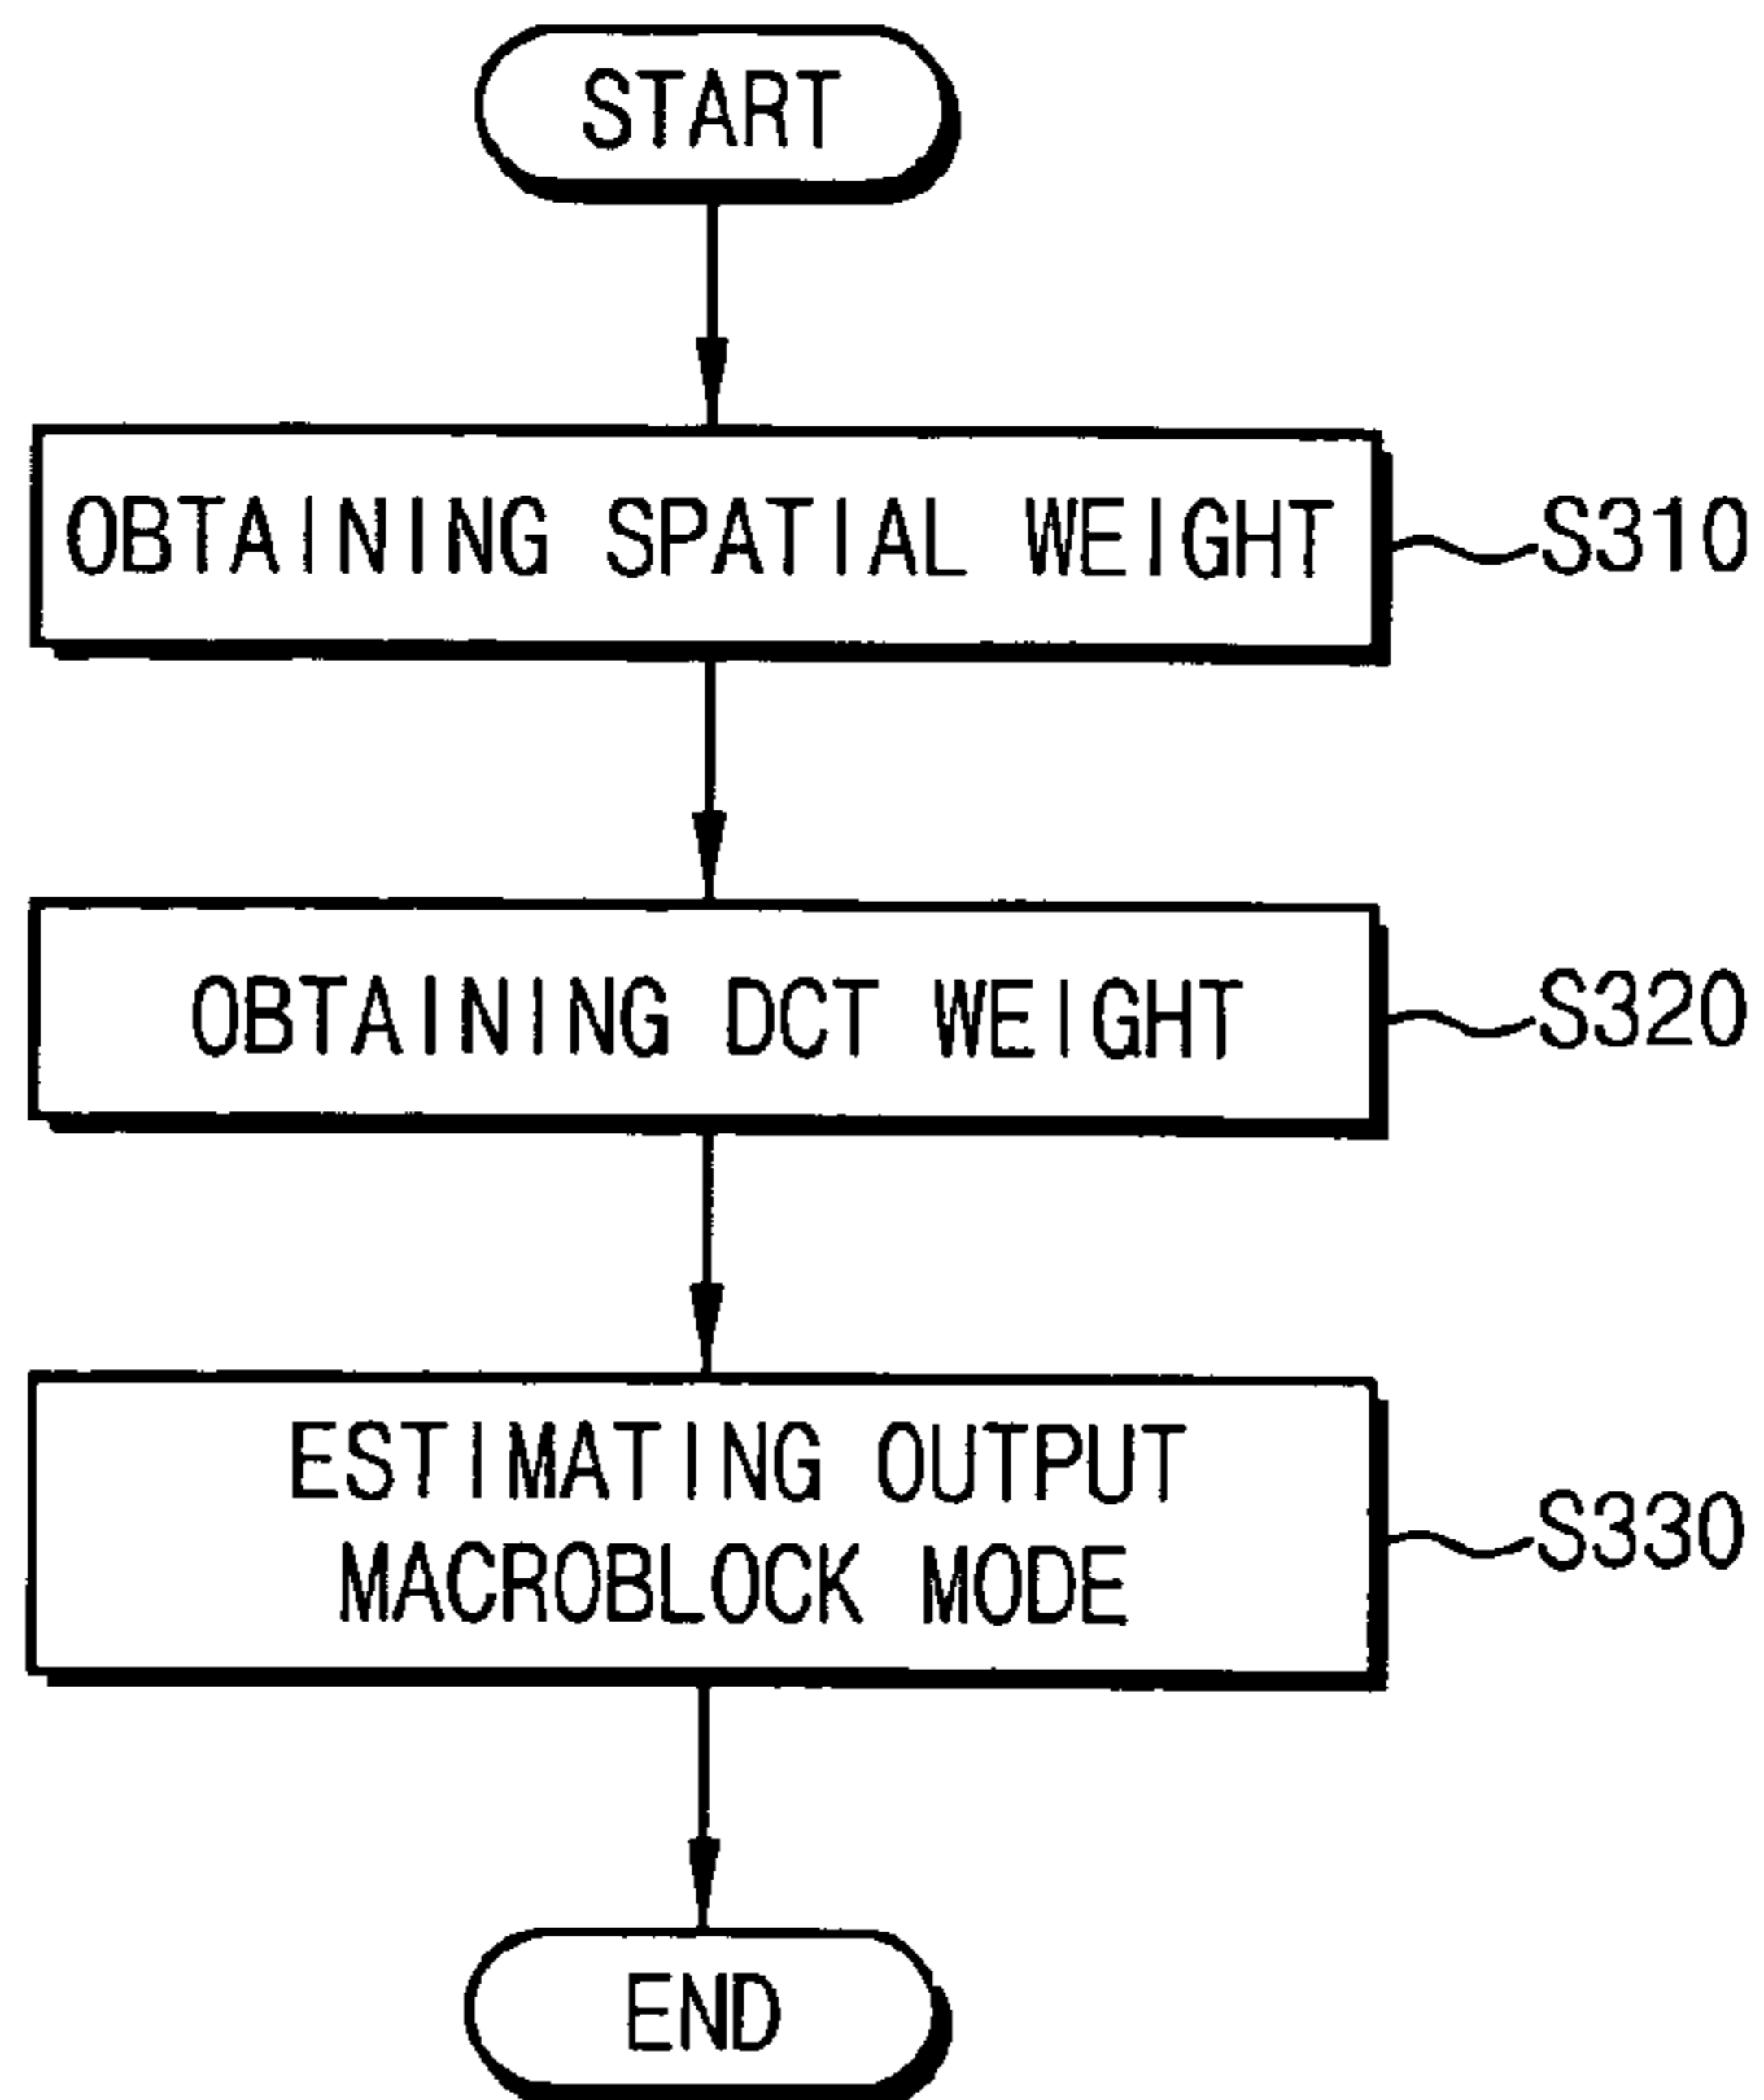 START
OBTAINING SPATIAL WEIGHT
S310
OBTAINING DCT WEIGHT
S320
ESTIMATING OUTPUT
MACROBLOCK MODE
S330
END